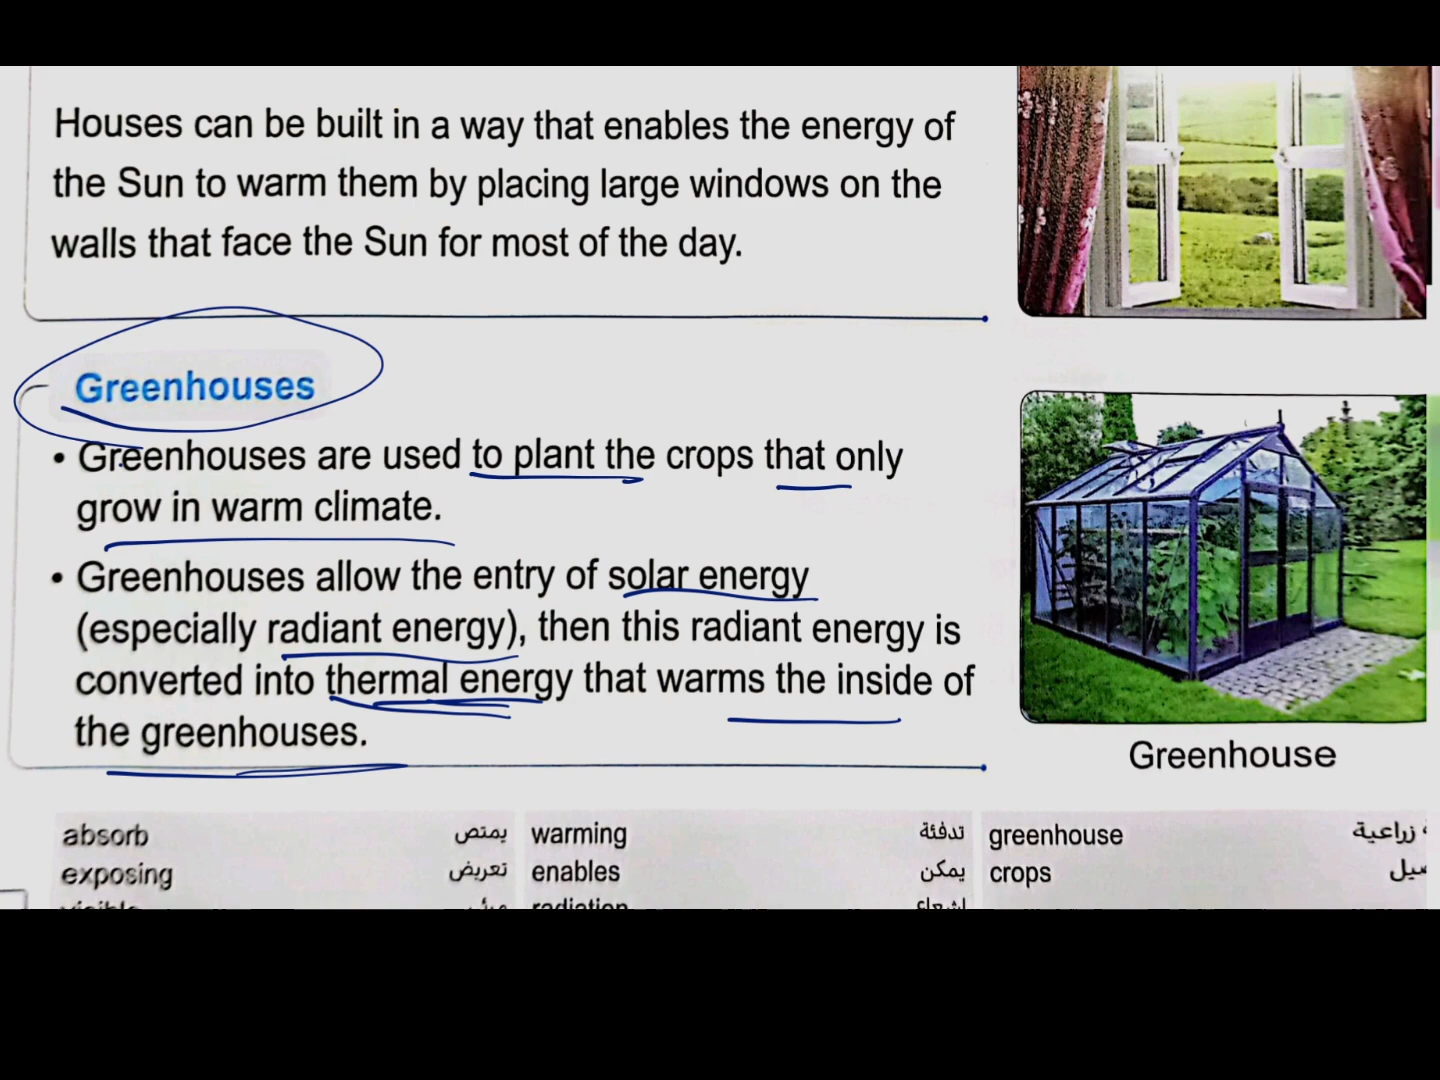 Houses can be built in a way that enables the energy of
the Sun to warm them by placing large windows on the
walls that face the Sun for most of the day.
Greenhouses
• Greenhouses are used to plant the crops that only
grow in warm climate.
• Greenhouses allow the entry of solar energy
(especially radiant energy), then this radiant energy is
converted into thermal energy that warms the inside of
the greenhouses.
Greenhouse
absorb يمتص warming تدفئة greenhouse زراعية
exposing تعريض enables يمكن crops
radiation إشعاع